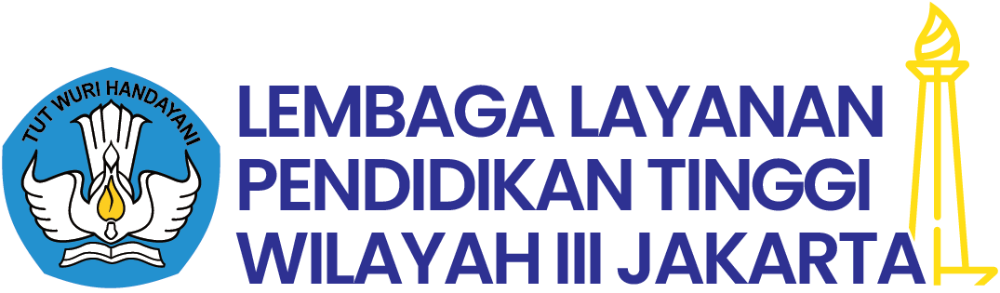 TUT WURI HANDAYANI
LEMBAGA LAYANAN
PENDIDIKAN TINGGI
WILAYAH III JAKARTA